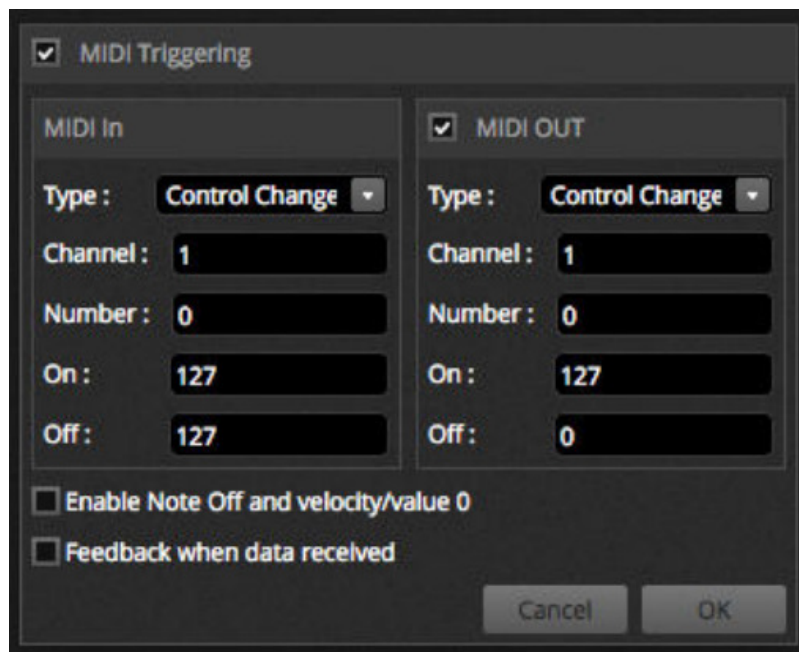 MIDI Triggering
MIDI In
MIDI OUT
Type : Control Change
Type : Control Change
Channel : 1
Channel : 1
Number : 0
Number : 0
On : 127
On : 127
Off : 127
Off : 0
Enable Note Off and velocity/value 0
Feedback when data received
Cancel
OK